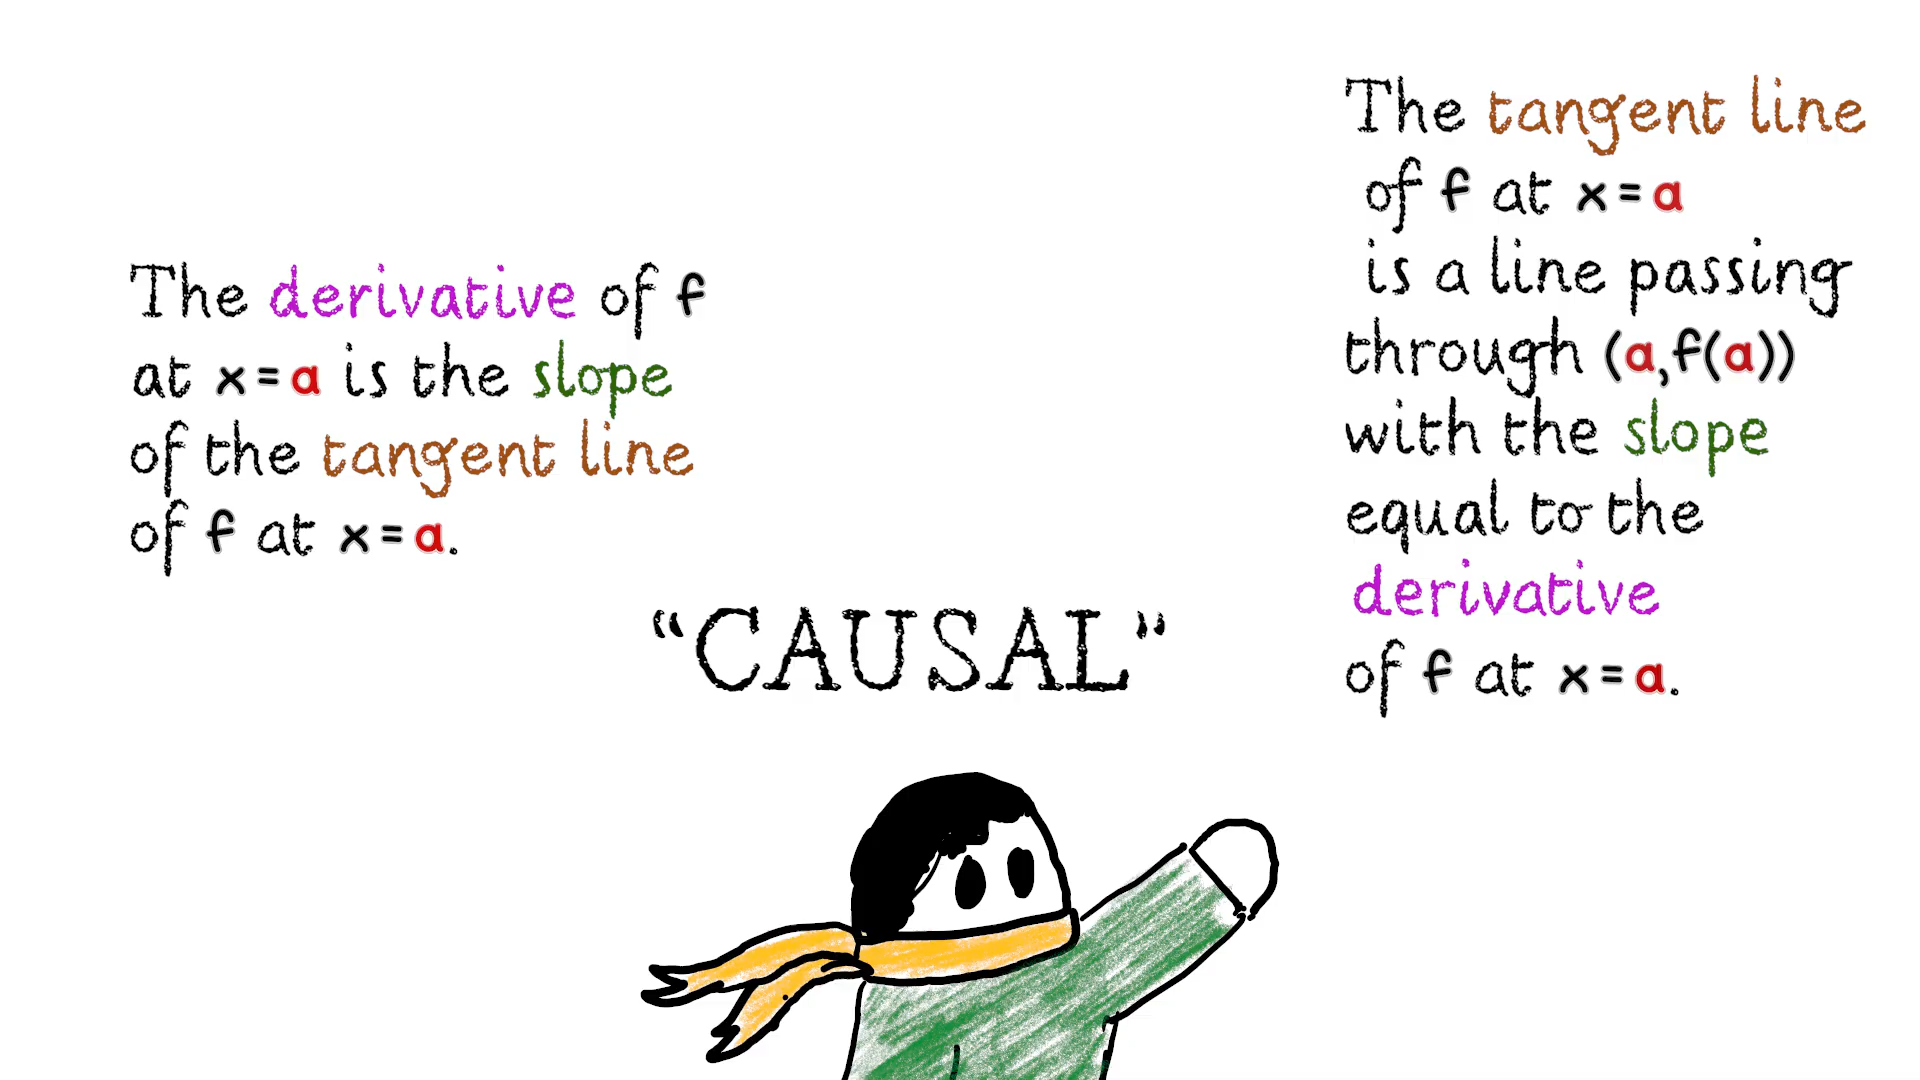 The derivative of f
at x = a is the slope
of the tangent line
of f at x = a.
“CAUSAL”
The tangent line
of f at x = a
is a line passing
through (a,f(a))
with the slope
equal to the
derivative
of f at x = a.